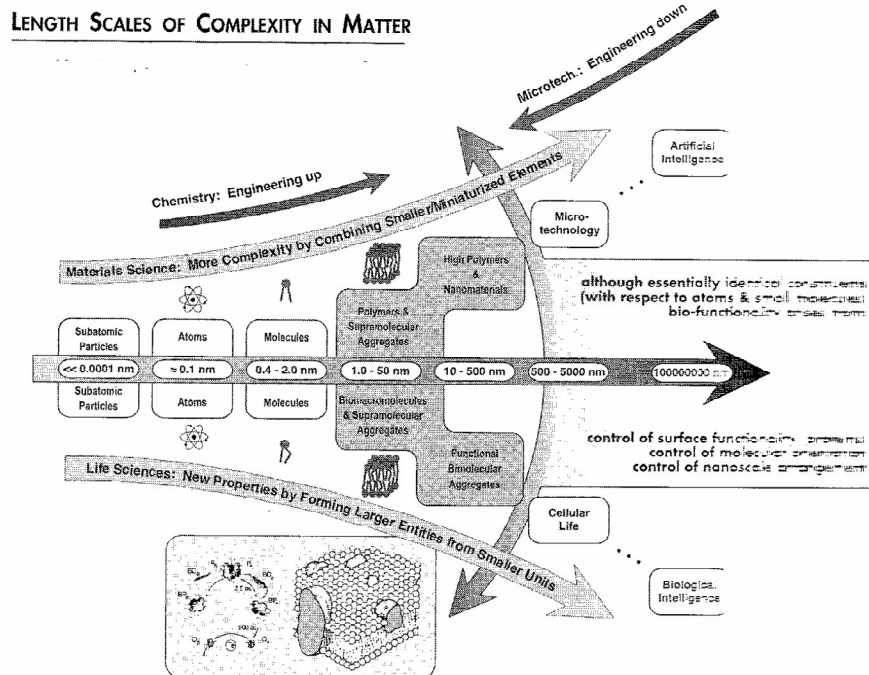 LENGTH SCALES OF COMPLEXITY IN MATTER
Microtech.: Engineering down
Artificial
Intelligence
Chemistry: Engineering up
Materials Science: More Complexity by Combining Smaller/Miniaturized Elements
Micro-
technology
High Polymers
&
Nanomaterials
although essentially identical
(with respect to atoms & small molecules
bio-functionality
Polymers &
Supramolecular
Aggregates
Subatomic
Particles
Atoms
Molecules
<< 0.0001 nm
≈ 0.1 nm
0.4 - 2.0 nm
1.0 - 50 nm
10 - 500 nm
500 - 5000 nm
100000000 nm
Subatomic
Particles
Atoms
Molecules
Biomacromolecules
& Supramolecular
Aggregates
Functional
Bimolecular
Aggregates
control of surface
control of molecular
control of nanoscale arrangement
Life Sciences: New Properties by Forming Larger Entities from Smaller Units
Cellular
Life
Biological
Intelligence